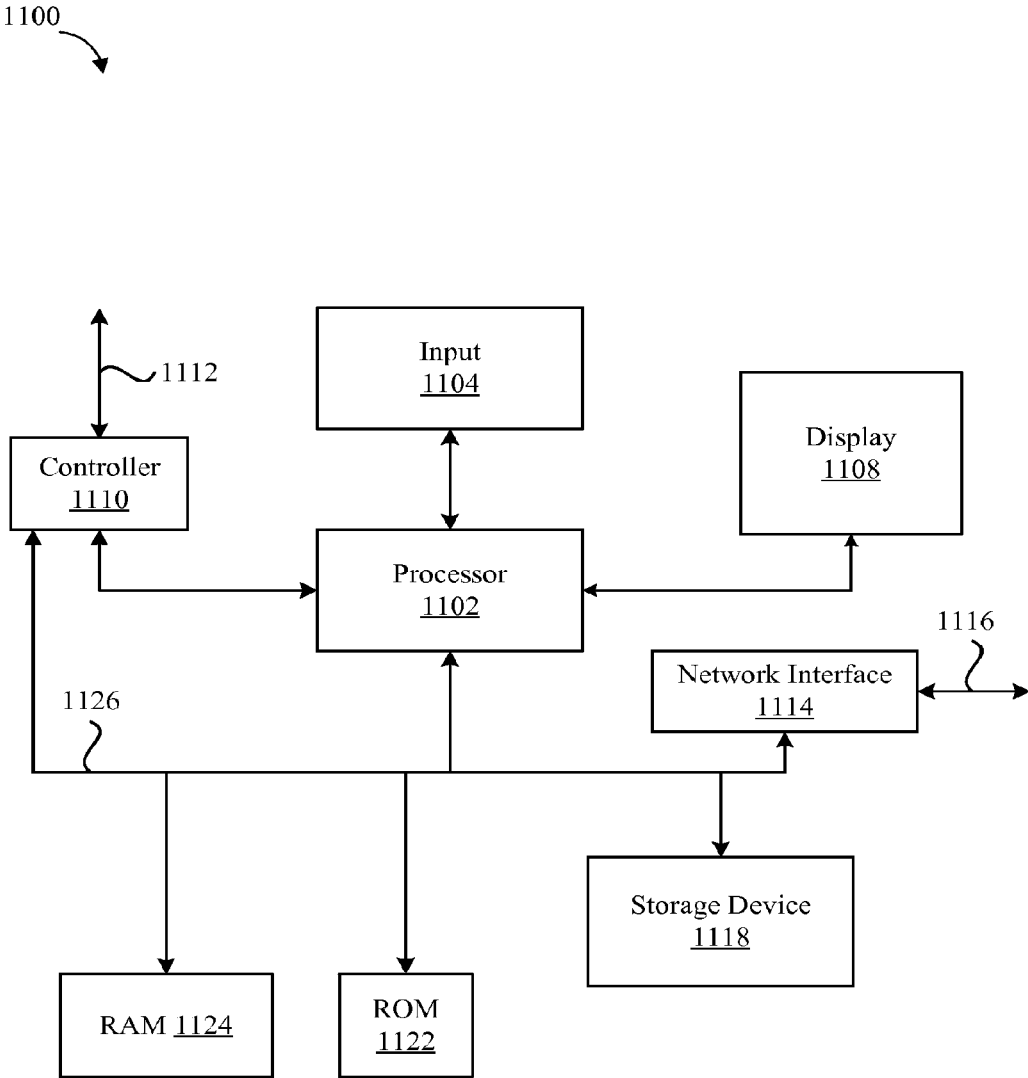 1100
1112
Input
1104
Display
1108
Controller
1110
Processor
1102
1116
Network Interface
1114
1126
Storage Device
1118
RAM 1124
ROM
1122